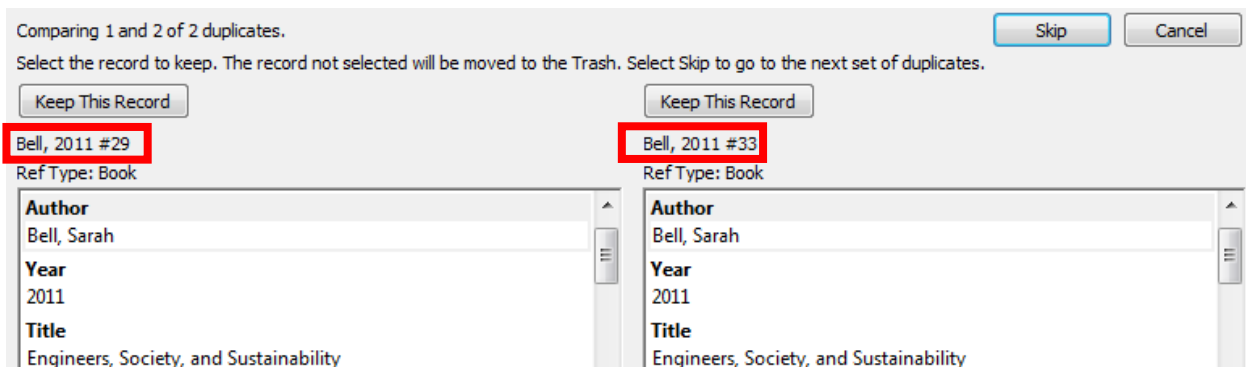 Comparing 1 and 2 of 2 duplicates.
Skip
Cancel
Select the record to keep. The record not selected will be moved to the Trash. Select Skip to go to the next set of duplicates.
Keep This Record
Keep This Record
Bell, 2011 #29
Bell, 2011 #33
Ref Type: Book
Ref Type: Book
Author
Bell, Sarah
Year
2011
Title
Engineers, Society, and Sustainability
Author
Bell, Sarah
Year
2011
Title
Engineers, Society, and Sustainability